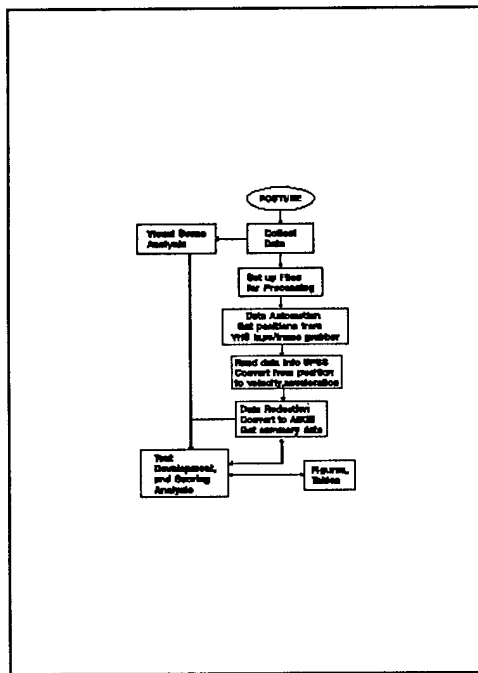 POSTURE
Collect
Data
Visual Scene
Analysis
Set up Files
for Processing
Data Automation
Get positions from
VHS tape/frame grabber
Read data into SPSS
Convert from position
to velocity, acceleration
Data Reduction
Convert to ASCII
Get summary data
Test
Development,
and Scoring
Analysis
Figures,
Tables